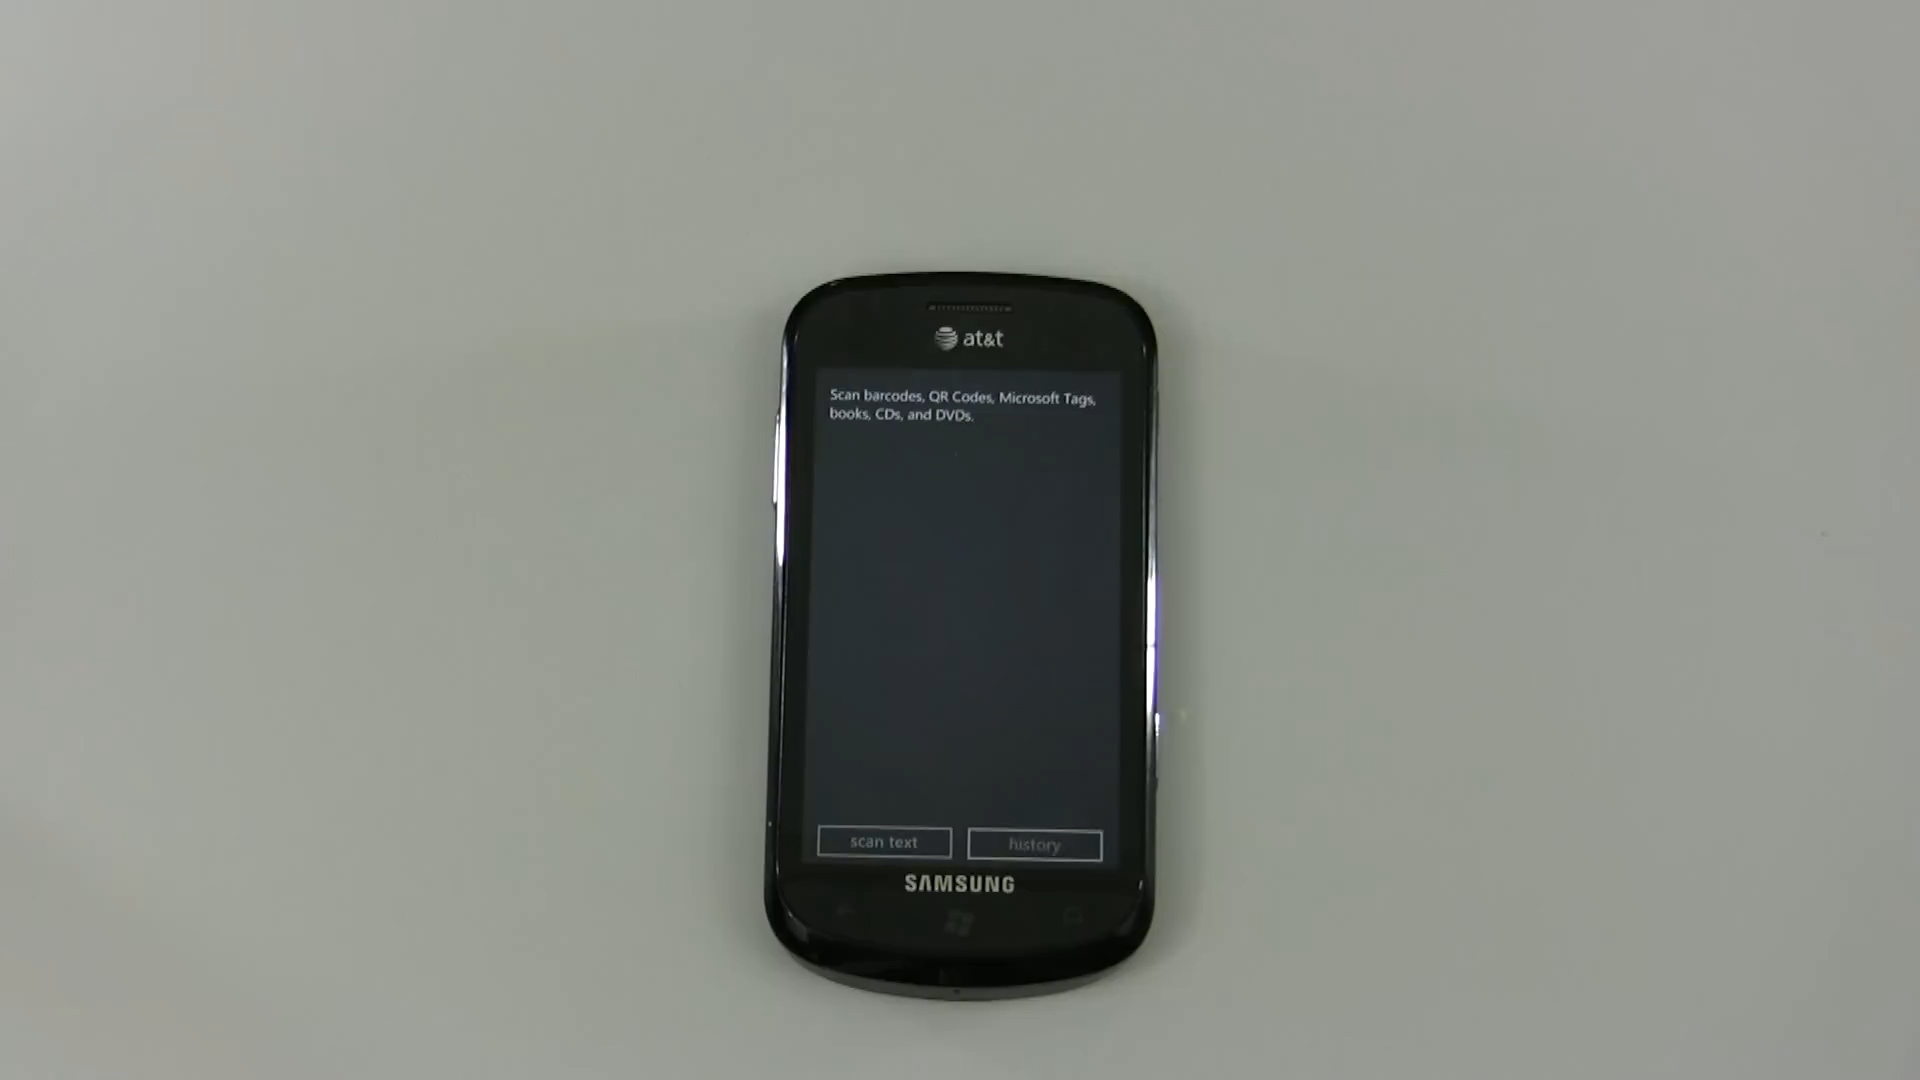 at&t
Scan barcodes, QR Codes, Microsoft Tags,
books, CDs, and DVDs.
scan text
history
SAMSUNG